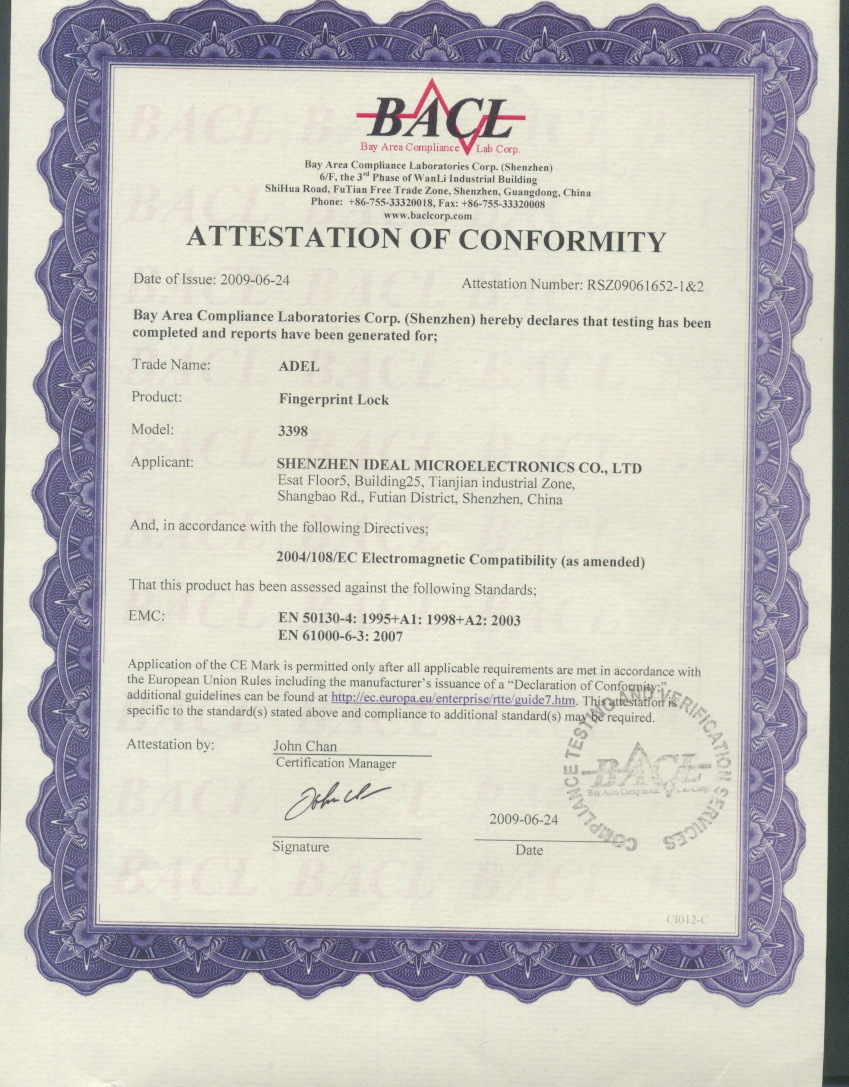 BACL
Bay Area Compliance Lab Corp.
Bay Area Compliance Laboratories Corp. (Shenzhen)
6/F, the 3rd Phase of WanLi Industrial Building
ShiHua Road, FuTian Free Trade Zone, Shenzhen, Guangdong, China
Phone: +86-755-33320018, Fax: +86-755-33320008
www.baclcorp.com
ATTESTATION OF CONFORMITY
Date of Issue: 2009-06-24 Attestation Number: RSZ09061652-1&2
Bay Area Compliance Laboratories Corp. (Shenzhen) hereby declares that testing has been
completed and reports have been generated for;
Trade Name: ADEL
Product: Fingerprint Lock
Model: 3398
Applicant: SHENZHEN IDEAL MICROELECTRONICS CO., LTD
Esat Floor5, Building25, Tianjian industrial Zone,
Shangbao Rd., Futian District, Shenzhen, China
And, in accordance with the following Directives;
2004/108/EC Electromagnetic Compatibility (as amended)
That this product has been assessed against the following Standards;
EMC: EN 50130-4: 1995+A1: 1998+A2: 2003
EN 61000-6-3: 2007
Application of the CE Mark is permitted only after all applicable requirements are met in accordance with
the European Union Rules including the manufacturer's issuance of a "Declaration of Conformity;"
additional guidelines can be found at http://ec.europa.eu/enterprise/rtte/guide7.htm. This attestation is
specific to the standard(s) stated above and compliance to additional standard(s) may be required.
Attestation by: John Chan
Certification Manager
2009-06-24
Signature Date
COMPLIANCE TESTING AND VERIFICATION SERVICES
BACL
Bay Area Compliance Lab Corp.
CI012-C